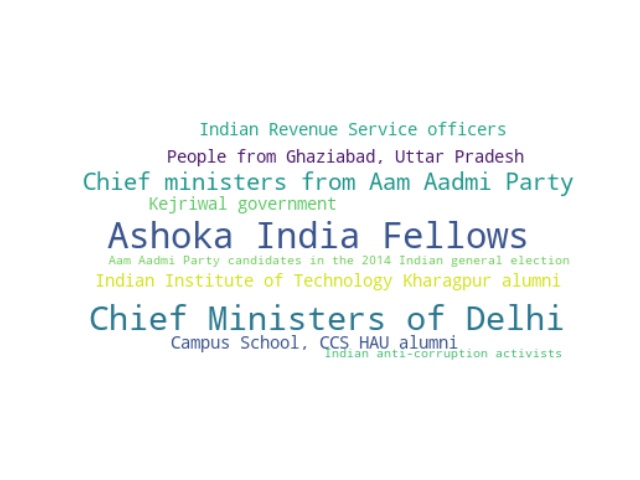 Indian Revenue Service officers
People from Ghaziabad, Uttar Pradesh
Chief ministers from Aam Aadmi Party
Kejriwal government
Ashoka India Fellows
Aam Aadmi Party candidates in the 2014 Indian general election
Indian Institute of Technology Kharagpur alumni
Chief Ministers of Delhi
Campus School, CCS HAU alumni
Indian anti-corruption activists